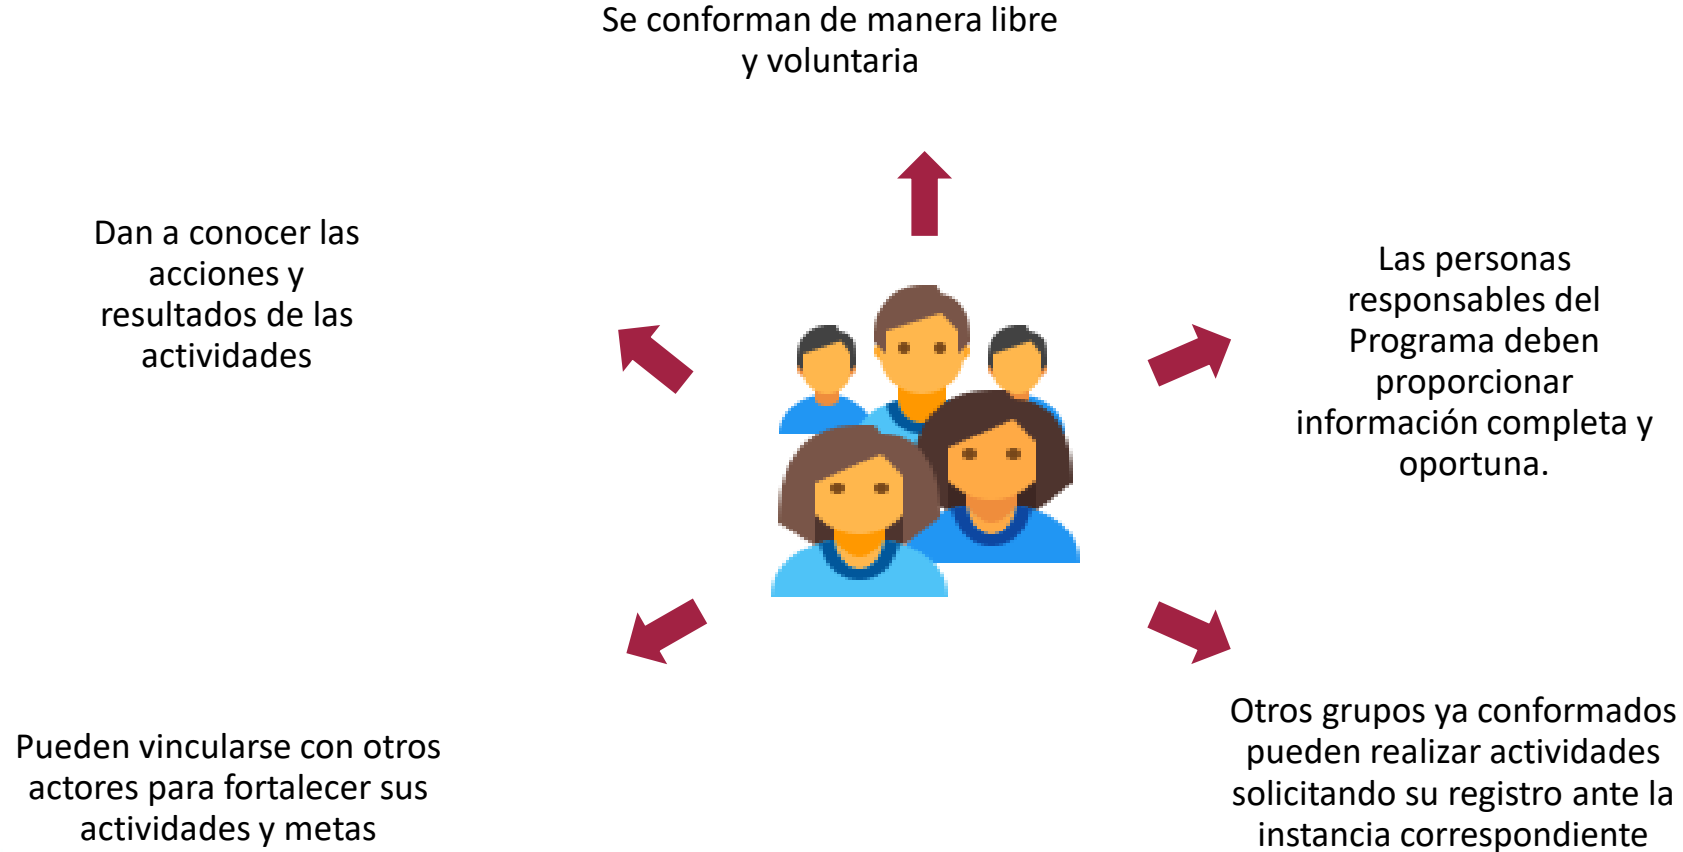 Se conforman de manera libre
y voluntaria
Dan a conocer las
acciones y
resultados de las
actividades
Las personas
responsables del
Programa deben
proporcionar
información completa y
oportuna.
Pueden vincularse con otros
actores para fortalecer sus
actividades y metas
Otros grupos ya conformados
pueden realizar actividades
solicitando su registro ante la
instancia correspondiente